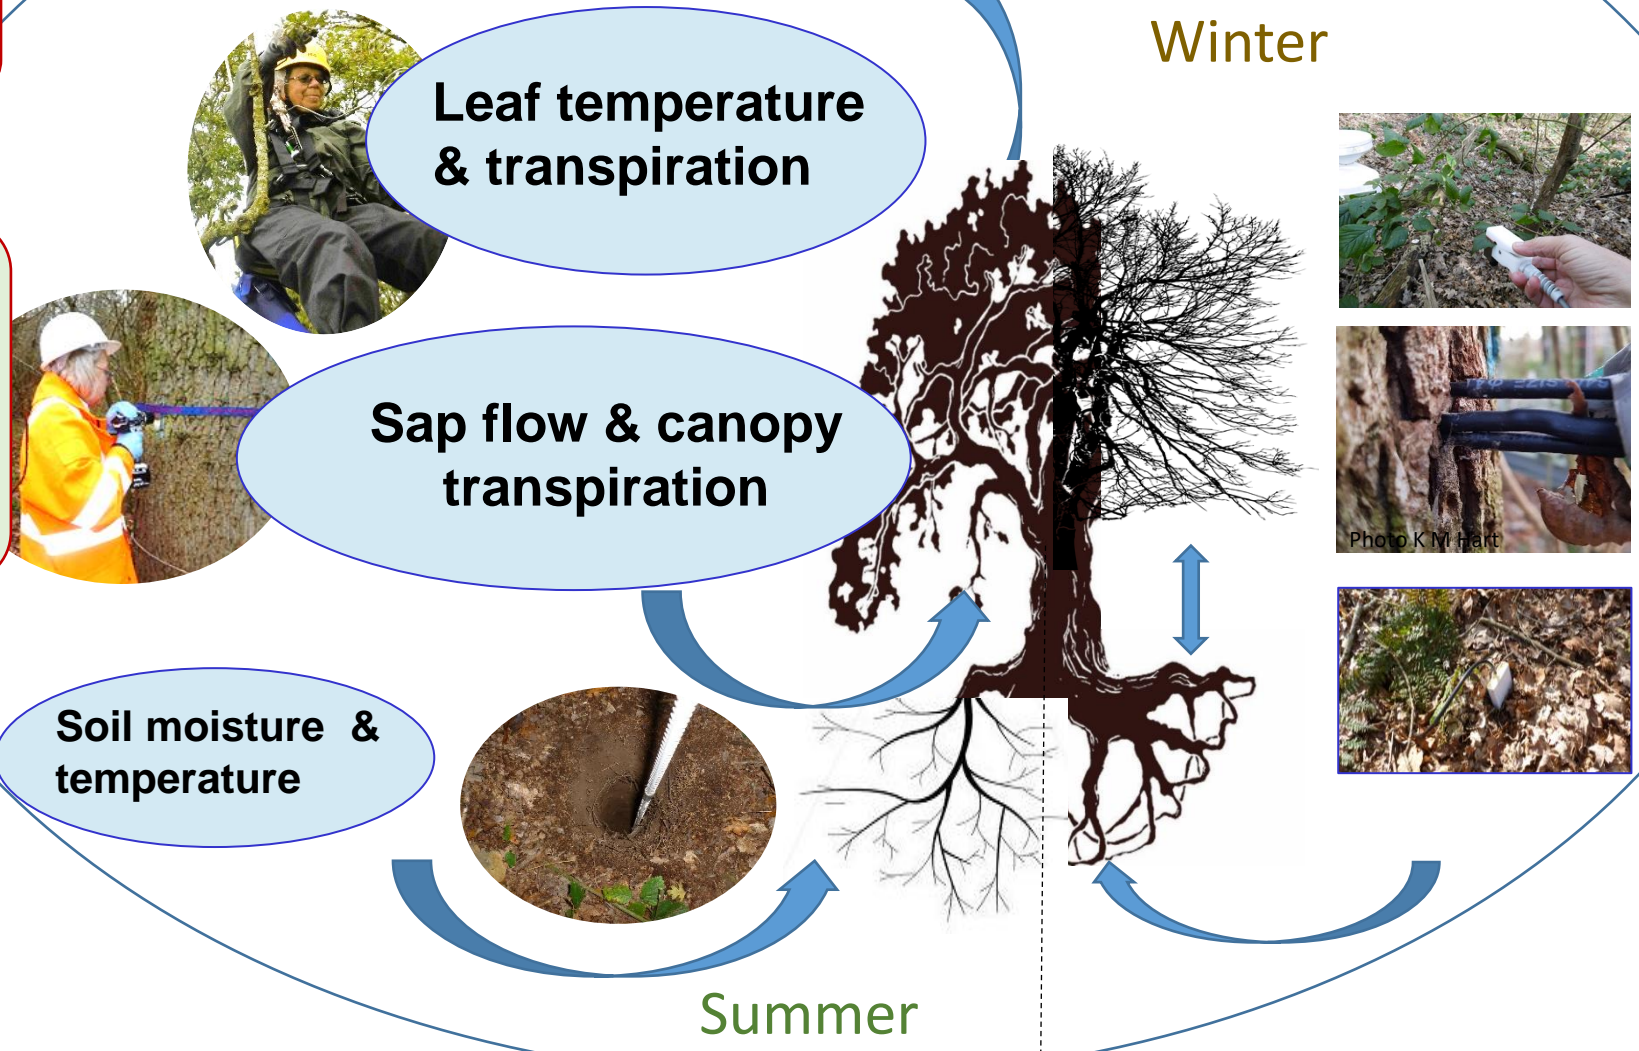 Winter
Leaf temperature
& transpiration
Sap flow & canopy
transpiration
Photo K M Hart
Soil moisture &
temperature
Summer